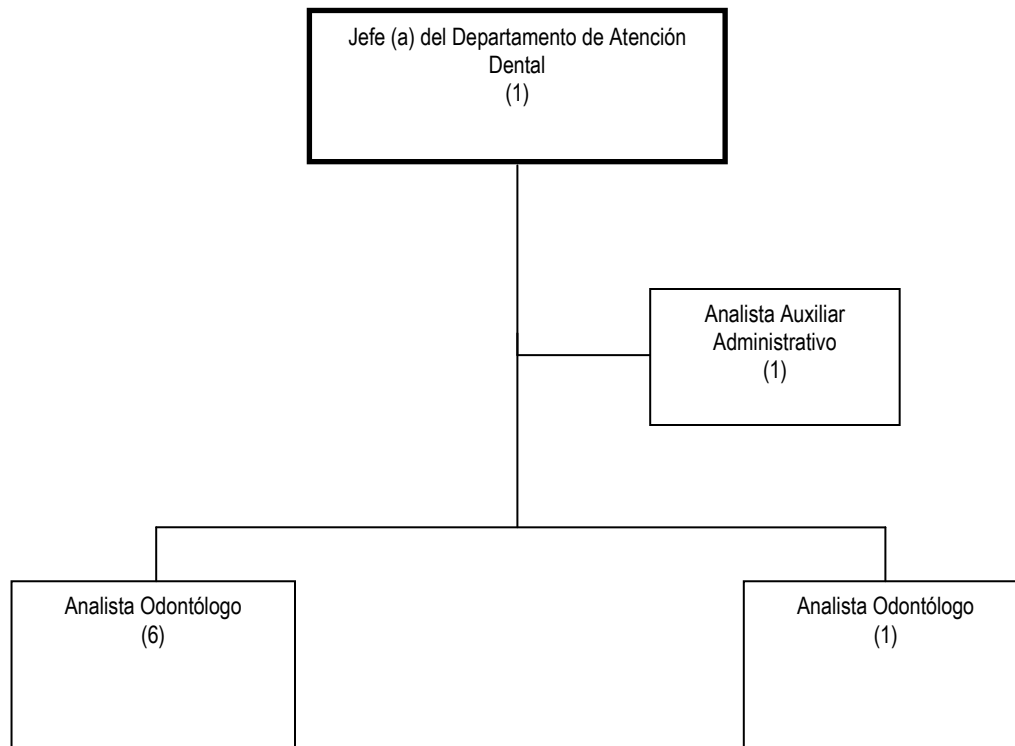 Jefe (a) del Departamento de Atención
Dental
(1)
Analista Auxiliar
Administrativo
(1)
Analista Odontólogo
(6)
Analista Odontólogo
(1)